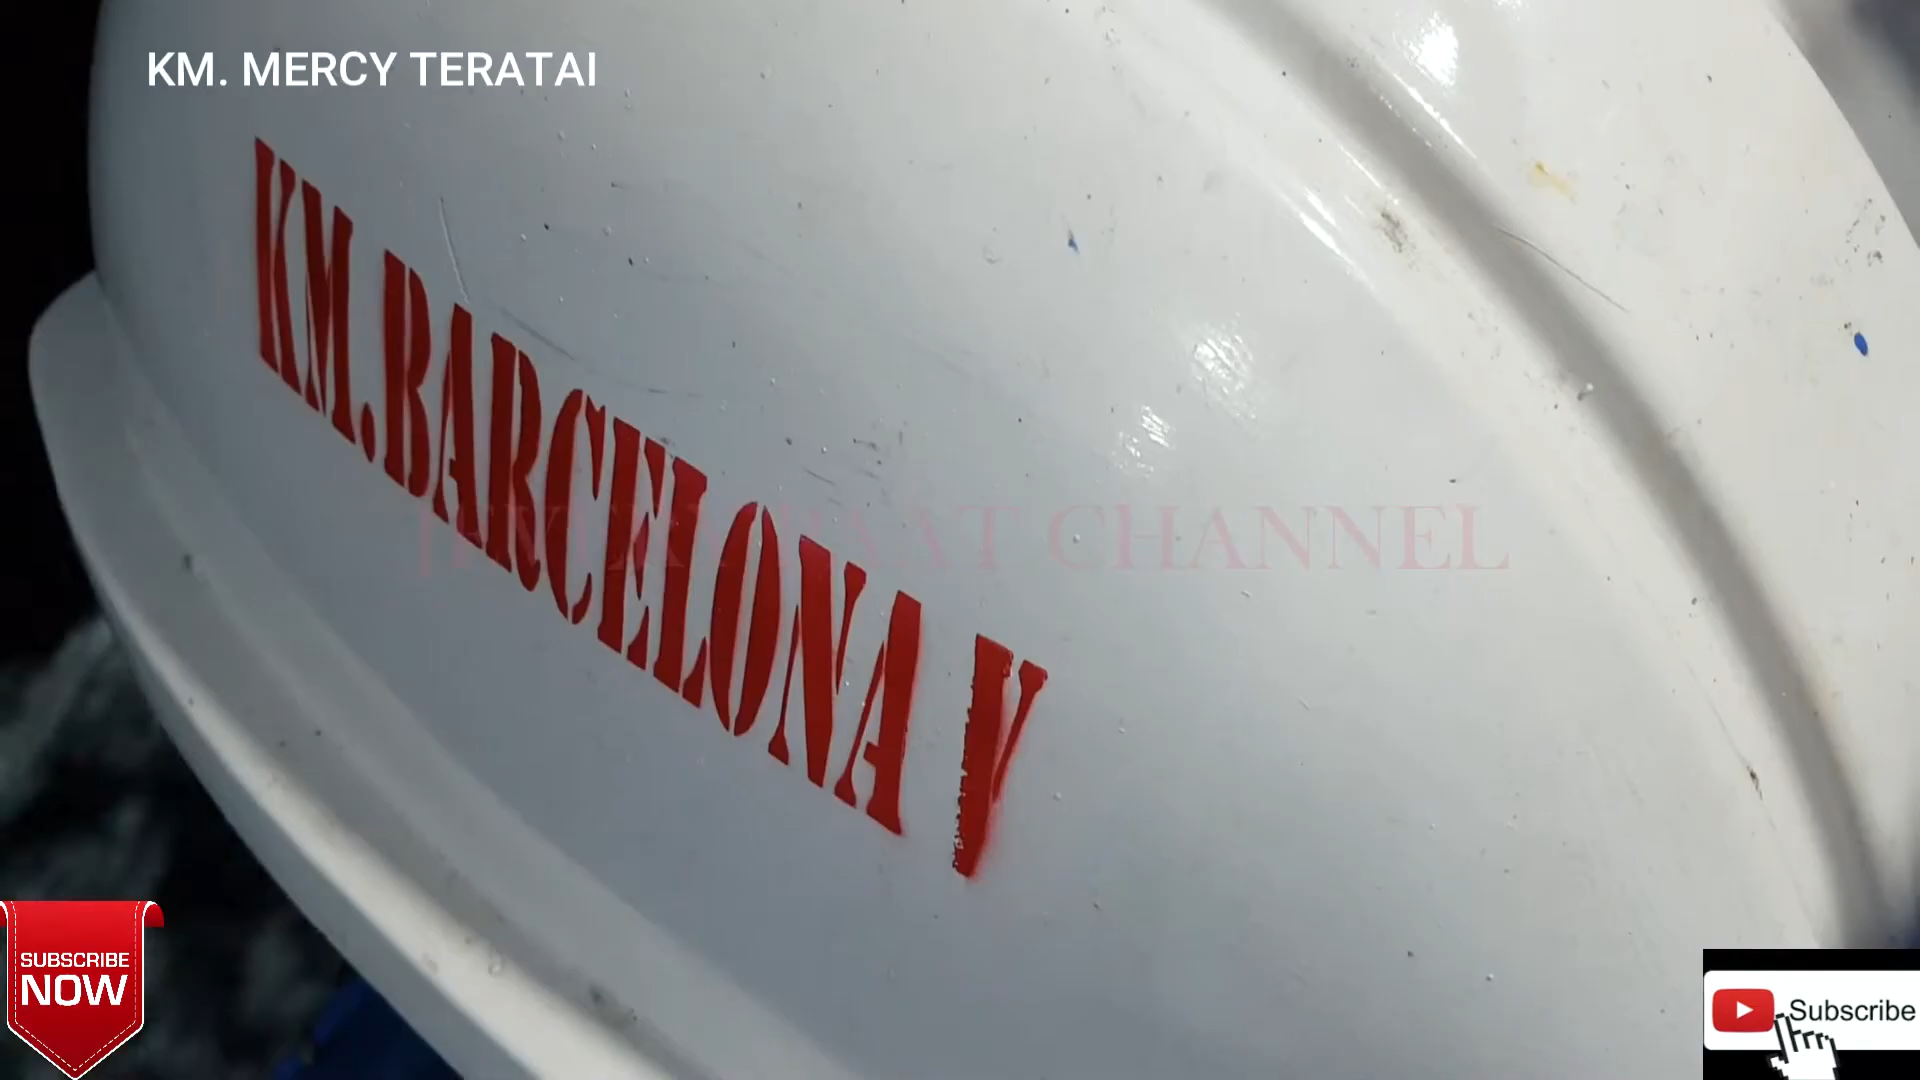 KM. MERCY TERATAI
KM.BARCELONA V
CHANNEL
SUBSCRIBE
NOW
Subscribe